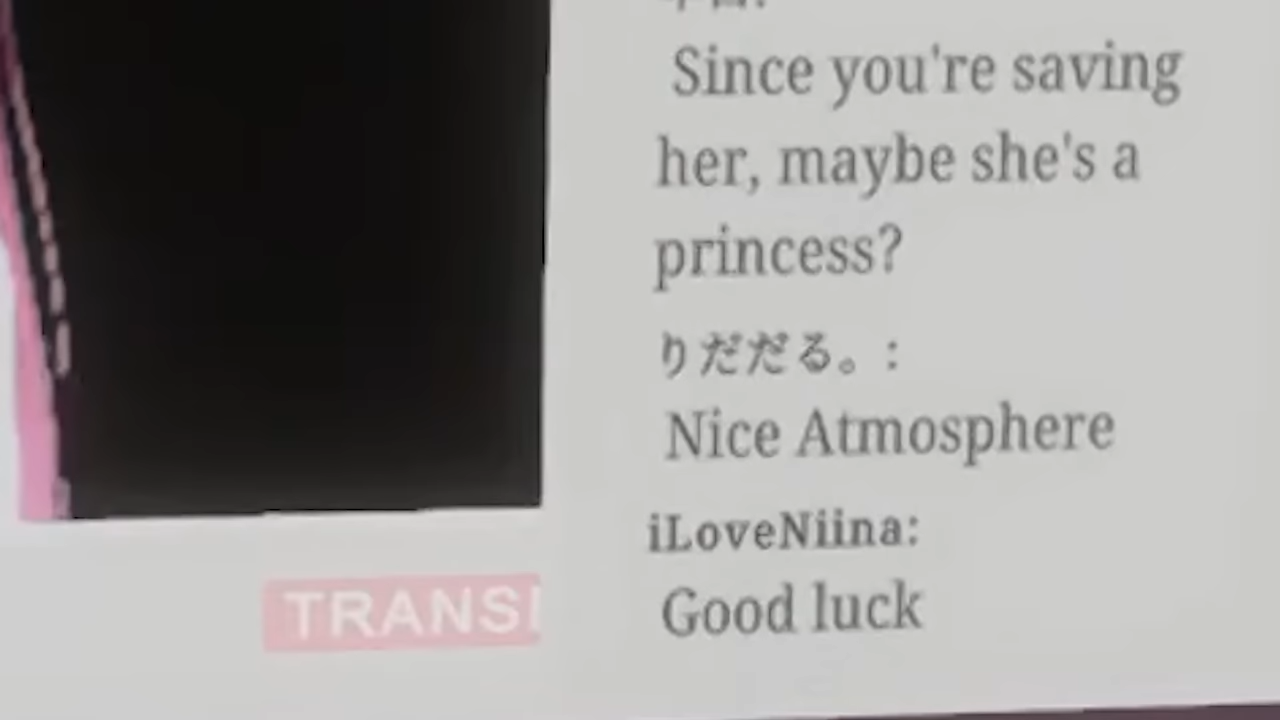 Since you're saving
her, maybe she's a
princess?
りだだる。:
Nice Atmosphere
iLoveNiina:
Good luck
TRANS